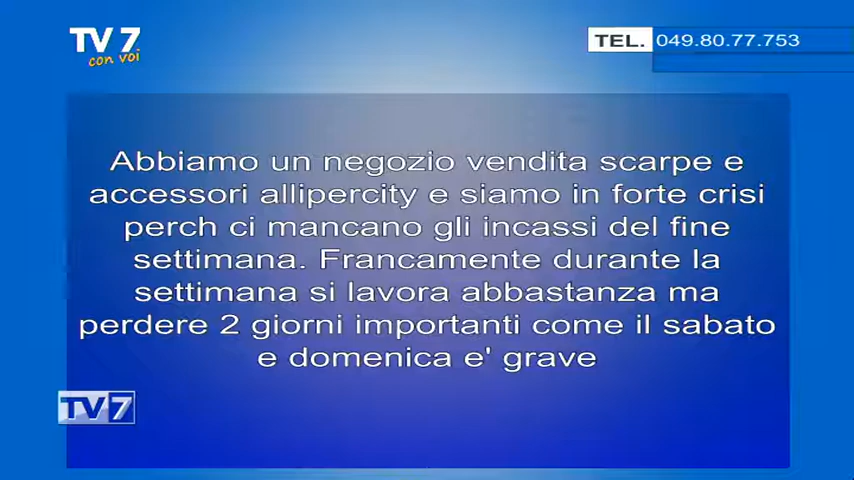 TV 7
con voi
TEL. 049.80.77.753
Abbiamo un negozio vendita scarpe e
accessori allipercity e siamo in forte crisi
perch ci mancano gli incassi del fine
settimana. Francamente durante la
settimana si lavora abbastanza ma
perdere 2 giorni importanti come il sabato
e domenica e' grave
TV7